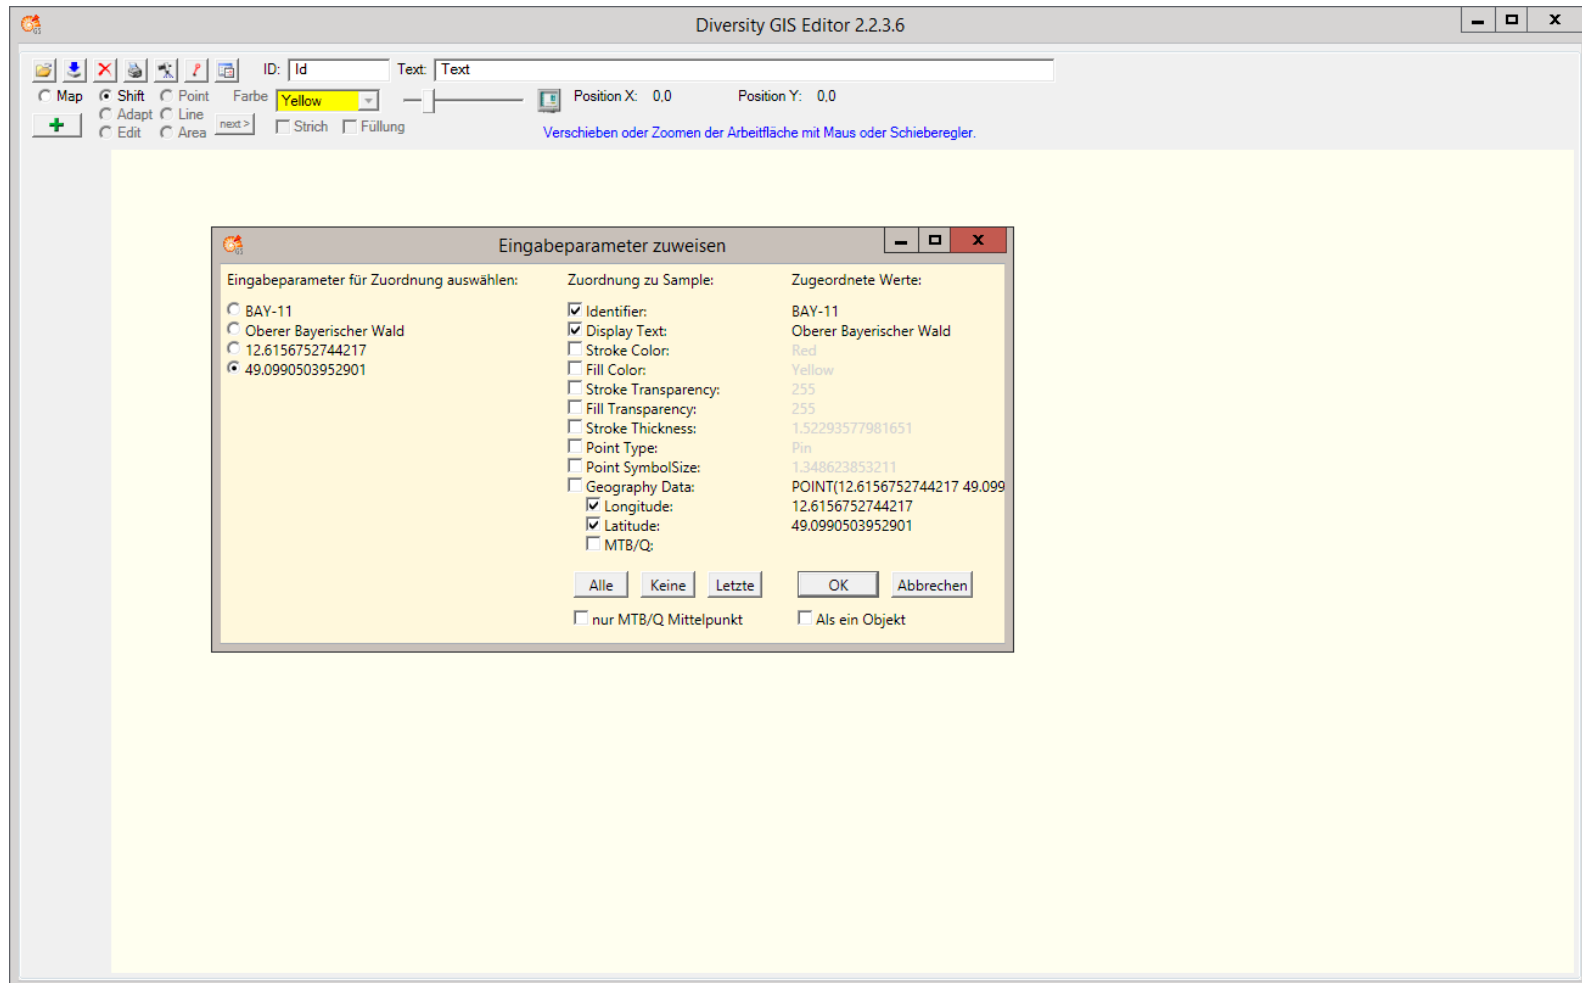 Diversity GIS Editor 2.2.3.6
ID: Id Text: Text
Map Shift Point Farbe Yellow Position X: 0,0 Position Y: 0,0
Adapt Line
Edit Area next > Strich Füllung Verschieben oder Zoomen der Arbeitfläche mit Maus oder Schieberegler.
Eingabeparameter zuweisen
Eingabeparameter für Zuordnung auswählen: Zuordnung zu Sample: Zugeordnete Werte:
BAY-11 Identifier: BAY-11
Oberer Bayerischer Wald Display Text: Oberer Bayerischer Wald
12.6156752744217 Stroke Color: Red
49.0990503952901 Fill Color: Yellow
Stroke Transparency: 255
Fill Transparency: 255
Stroke Thickness: 1.52293577981651
Point Type: Pin
Point SymbolSize: 1.348623853211
Geography Data: POINT(12.6156752744217 49.099
Longitude: 12.6156752744217
Latitude: 49.0990503952901
MTB/Q:
Alle Keine Letzte OK Abbrechen
nur MTB/Q Mittelpunkt Als ein Objekt